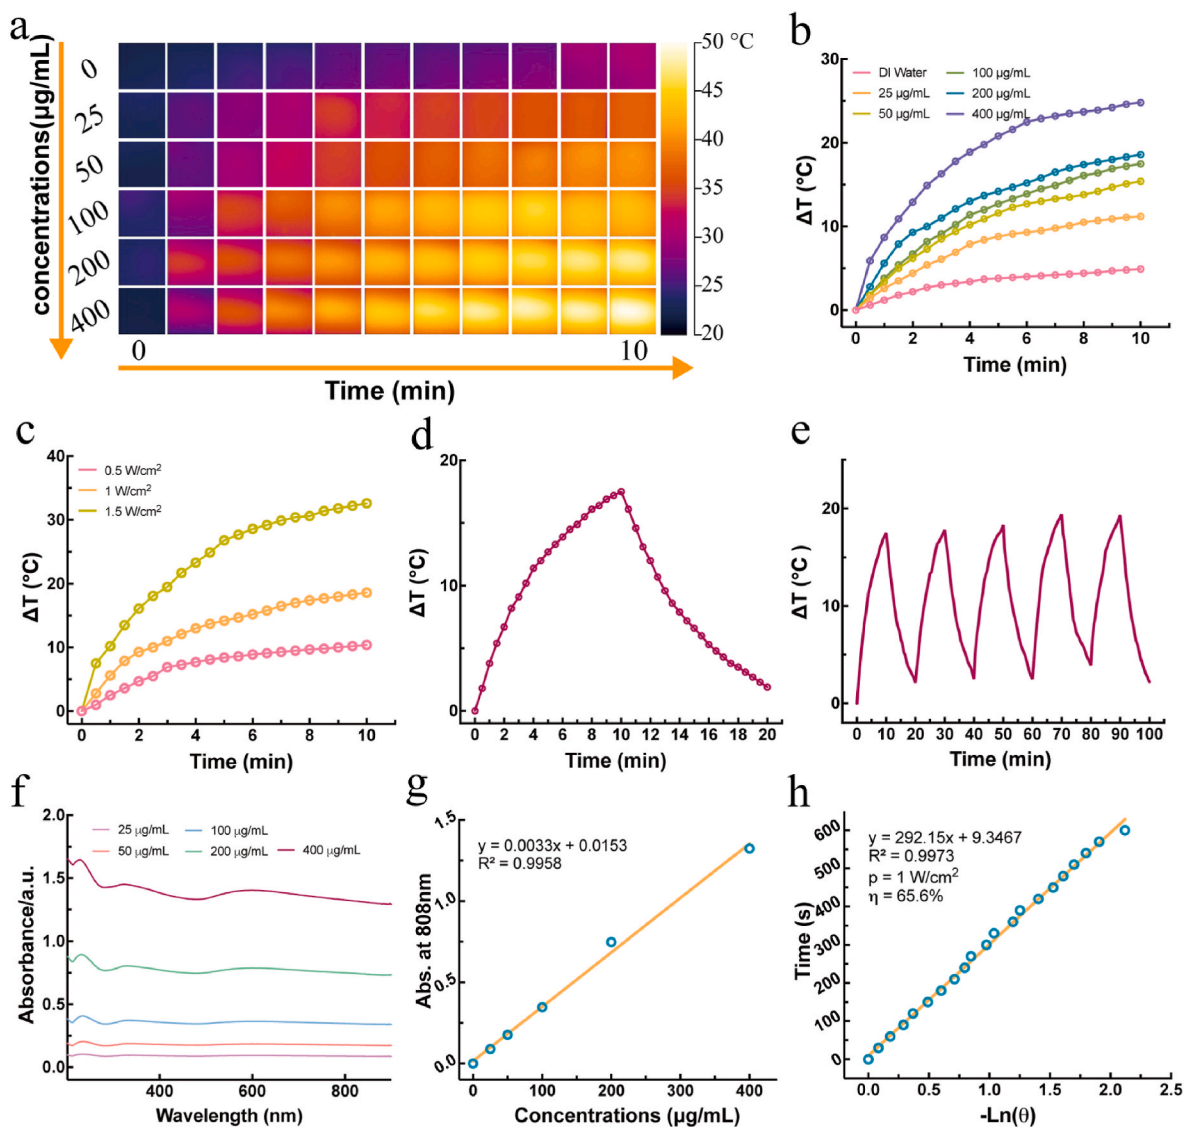 a
concentrations(µg/mL)
0
25
50
100
200
400
0
10
Time (min)
50 °C
45
40
35
30
25
20
b
30
20
10
0
ΔT (°C)
DI Water
25 µg/mL
50 µg/mL
100 µg/mL
200 µg/mL
400 µg/mL
0 2 4 6 8 10
Time (min)
c
40
30
20
10
0
ΔT (°C)
0.5 W/cm²
1 W/cm²
1.5 W/cm²
0 2 4 6 8 10
Time (min)
d
20
10
0
ΔT (°C)
0 2 4 6 8 10 12 14 16 18 20
Time (min)
e
20
10
0
ΔT (°C)
0 10 20 30 40 50 60 70 80 90 100
Time (min)
f
2.0
1.5
1.0
0.5
0.0
Absorbance/a.u.
25 µg/mL
50 µg/mL
100 µg/mL
200 µg/mL
400 µg/mL
400 600 800
Wavelength (nm)
g
1.5
1.0
0.5
0.0
Abs. at 808nm
y = 0.0033x + 0.0153
R² = 0.9958
0 100 200 300 400
Concentrations (µg/mL)
h
600
500
400
300
200
100
0
Time (s)
y = 292.15x + 9.3467
R² = 0.9973
p = 1 W/cm²
η = 65.6%
0.0 0.5 1.0 1.5 2.0 2.5
-Ln(θ)